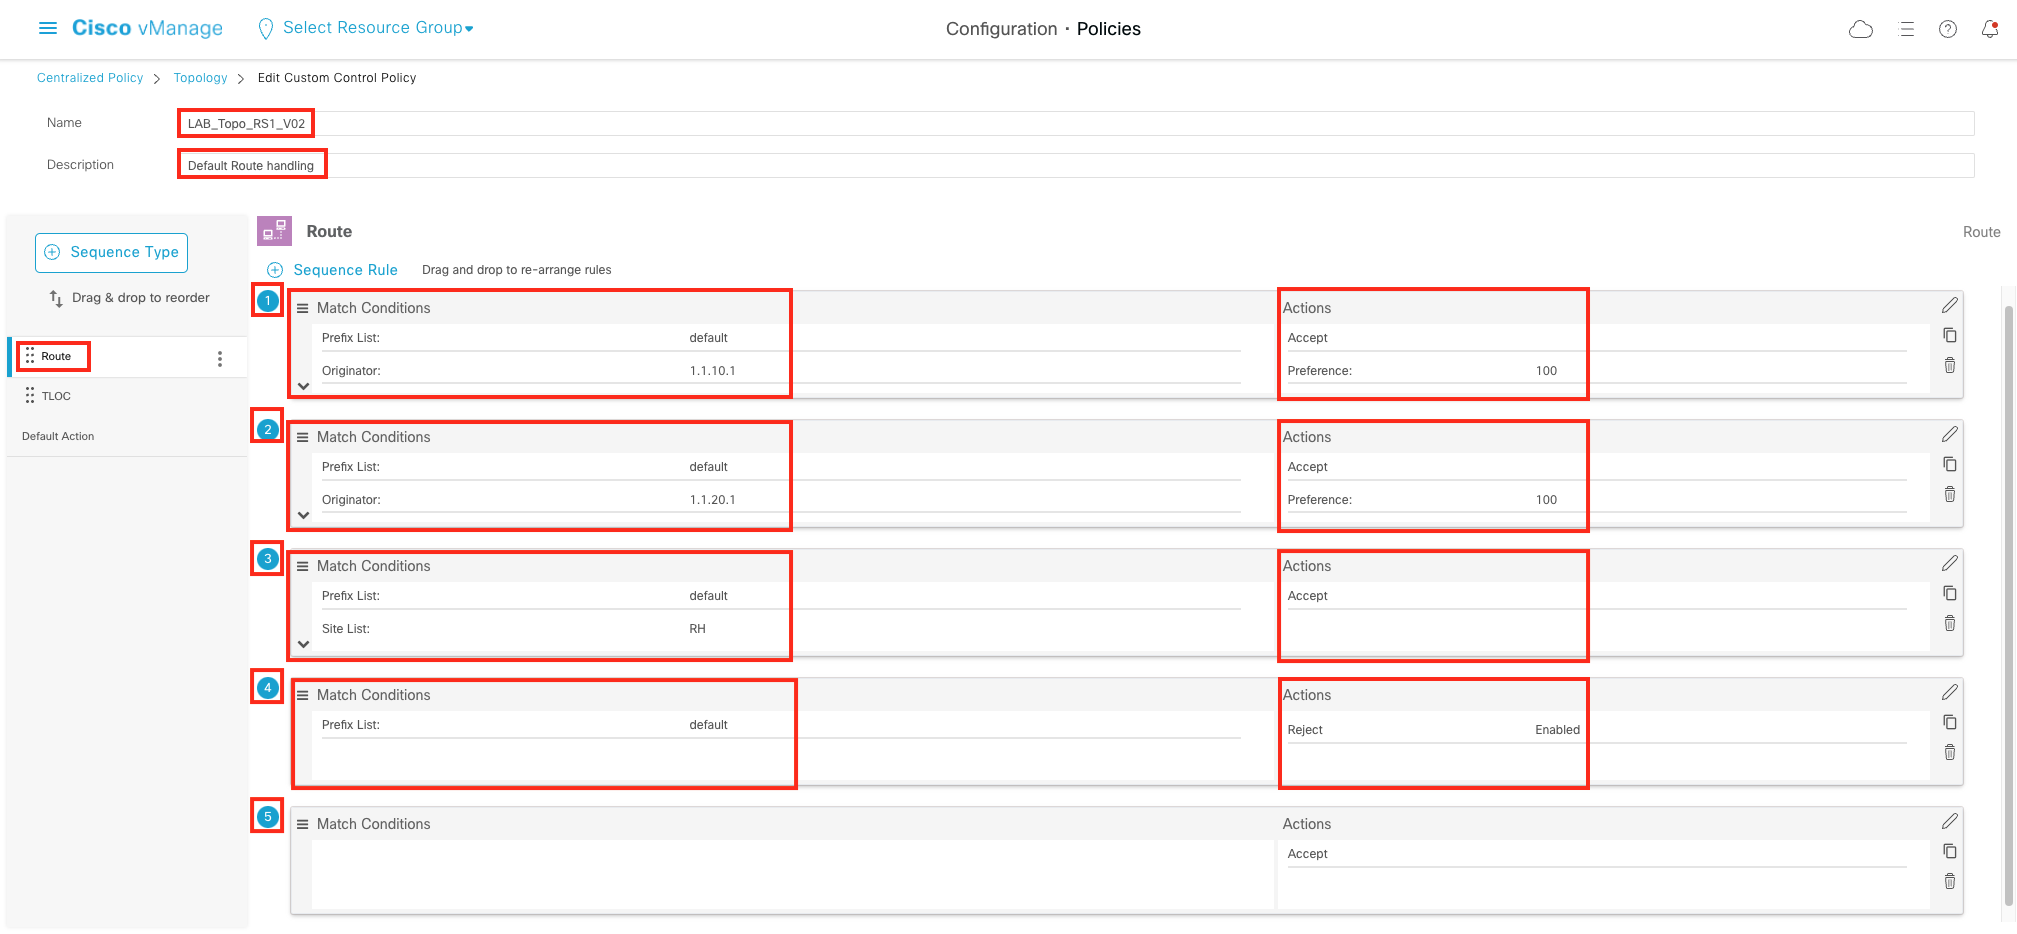 Cisco vManage
Select Resource Group
Configuration · Policies
Centralized Policy > Topology > Edit Custom Control Policy
Name
LAB_Topo_RS1_V02
Description
Default Route handling
Sequence Type
Drag & drop to reorder
Route
TLOC
Default Action
Route
Route
Sequence Rule
Drag and drop to re-arrange rules
1
Match Conditions
Actions
Prefix List: default
Accept
Originator: 1.1.10.1
Preference: 100
2
Match Conditions
Actions
Prefix List: default
Accept
Originator: 1.1.20.1
Preference: 100
3
Match Conditions
Actions
Prefix List: default
Accept
Site List: RH
4
Match Conditions
Actions
Prefix List: default
Reject Enabled
5
Match Conditions
Actions
Accept